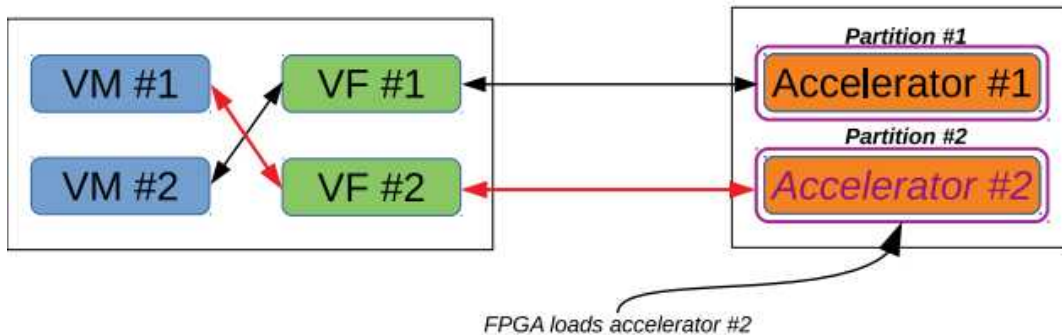 Partition #1
VM #1
VF #1
Accelerator #1
Partition #2
VM #2
VF #2
Accelerator #2
FPGA loads accelerator #2